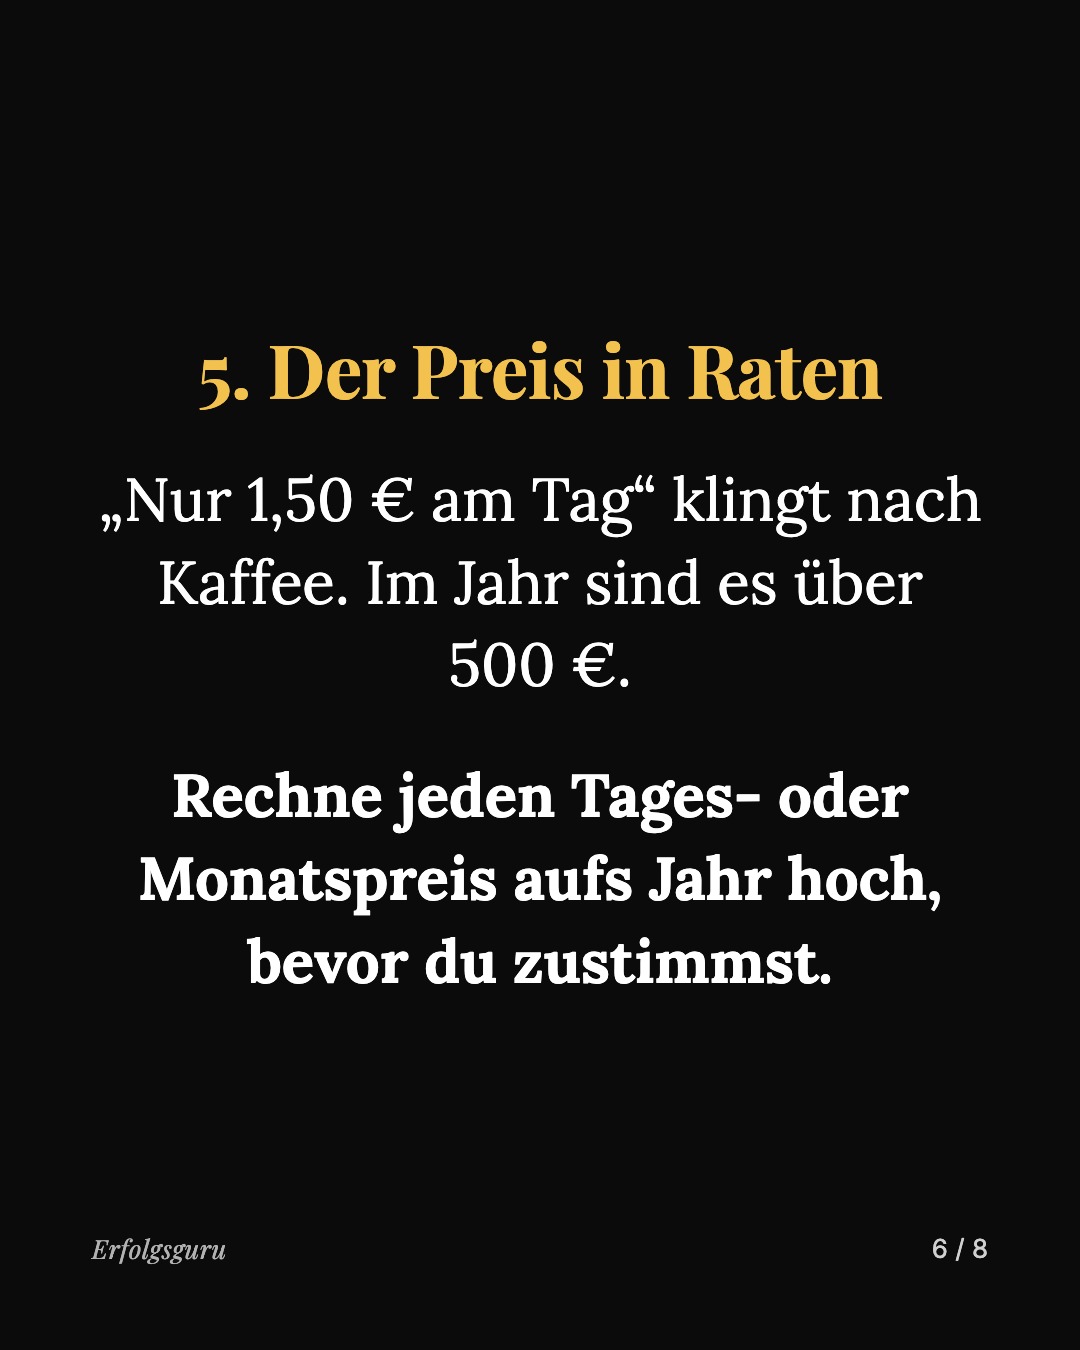 5. Der Preis in Raten
„Nur 1,50 € am Tag“ klingt nach
Kaffee. Im Jahr sind es über
500 €.
Rechne jeden Tages- oder
Monatspreis aufs Jahr hoch,
bevor du zustimmst.
Erfolgsguru
6 / 8